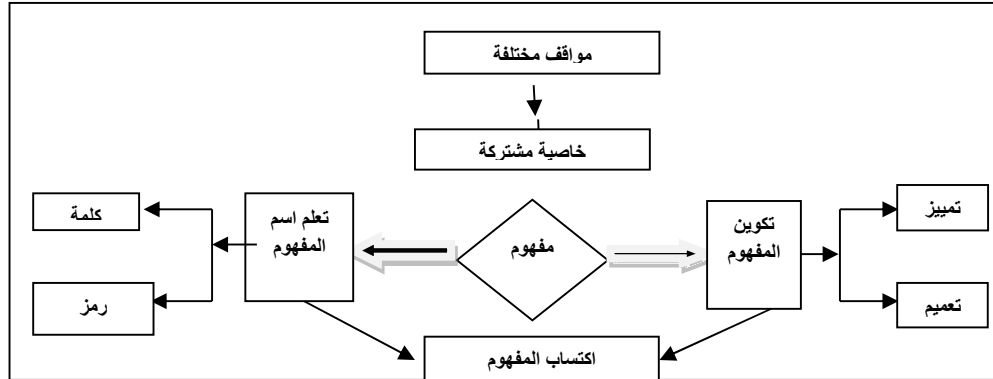 مواقف مختلفة
خاصية مشتركة
تمييز
تكوين
المفهوم
مفهوم
تعلم اسم
المفهوم
كلمة
تعميم
رمز
اكتساب المفهوم